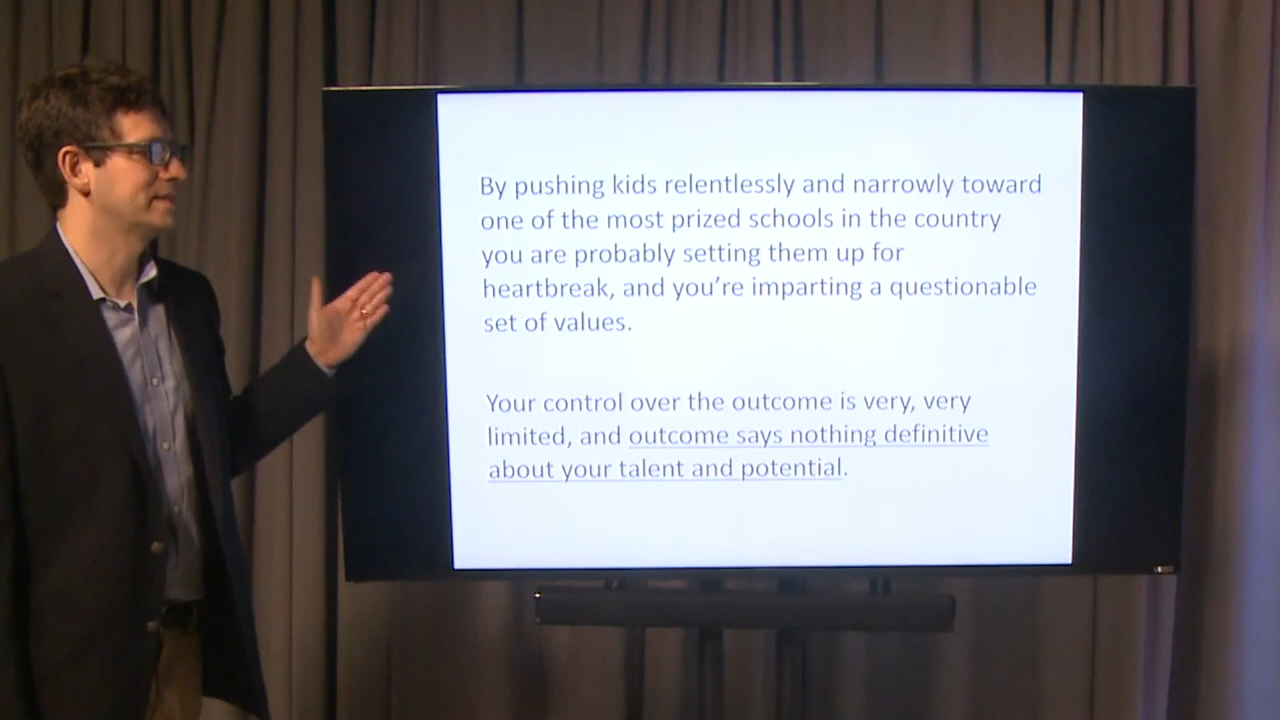 By pushing kids relentlessly and narrowly toward
one of the most prized schools in the country
you are probably setting them up for
heartbreak, and you’re imparting a questionable
set of values.
Your control over the outcome is very, very
limited, and outcome says nothing definitive
about your talent and potential.